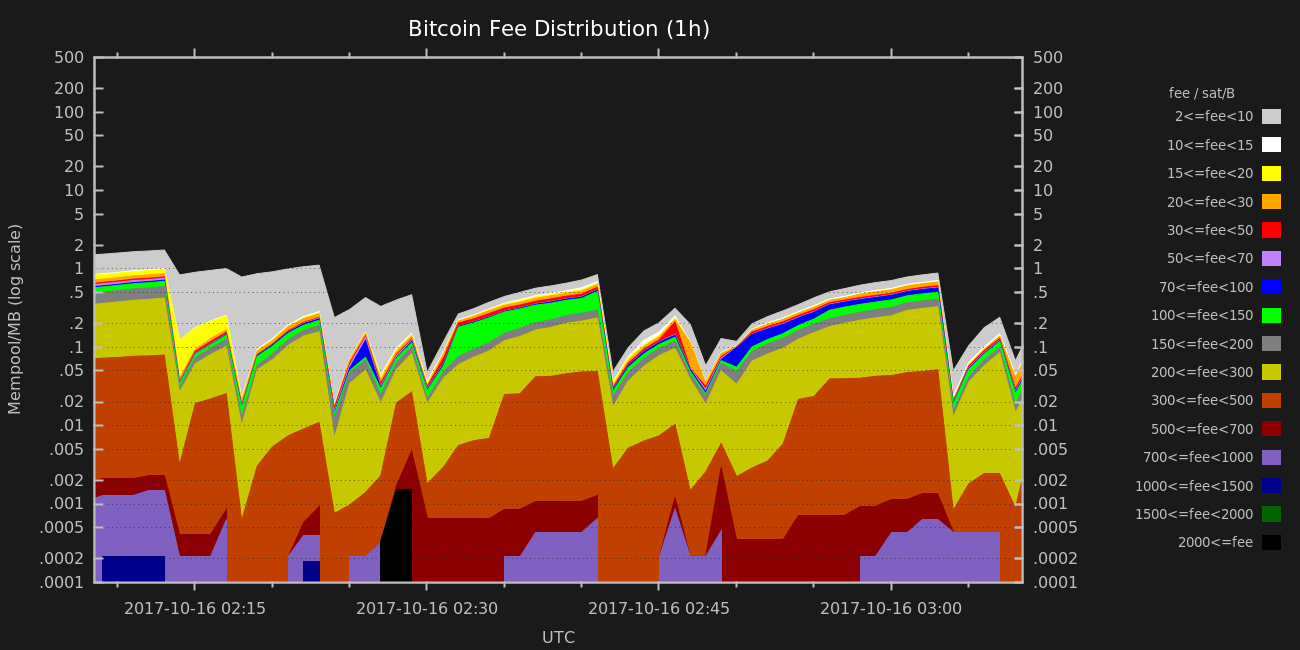 Bitcoin Fee Distribution (1h)
Mempool/MB (log scale)
500
200
100
50
20
10
5
2
1
.5
.2
.1
.05
.02
.01
.005
.002
.001
.0005
.0002
.0001
500
200
100
50
20
10
5
2
1
.5
.2
.1
.05
.02
.01
.005
.002
.001
.0005
.0002
.0001
2017-10-16 02:15
2017-10-16 02:30
2017-10-16 02:45
2017-10-16 03:00
UTC
fee / sat/B
2<=fee<10
10<=fee<15
15<=fee<20
20<=fee<30
30<=fee<50
50<=fee<70
70<=fee<100
100<=fee<150
150<=fee<200
200<=fee<300
300<=fee<500
500<=fee<700
700<=fee<1000
1000<=fee<1500
1500<=fee<2000
2000<=fee